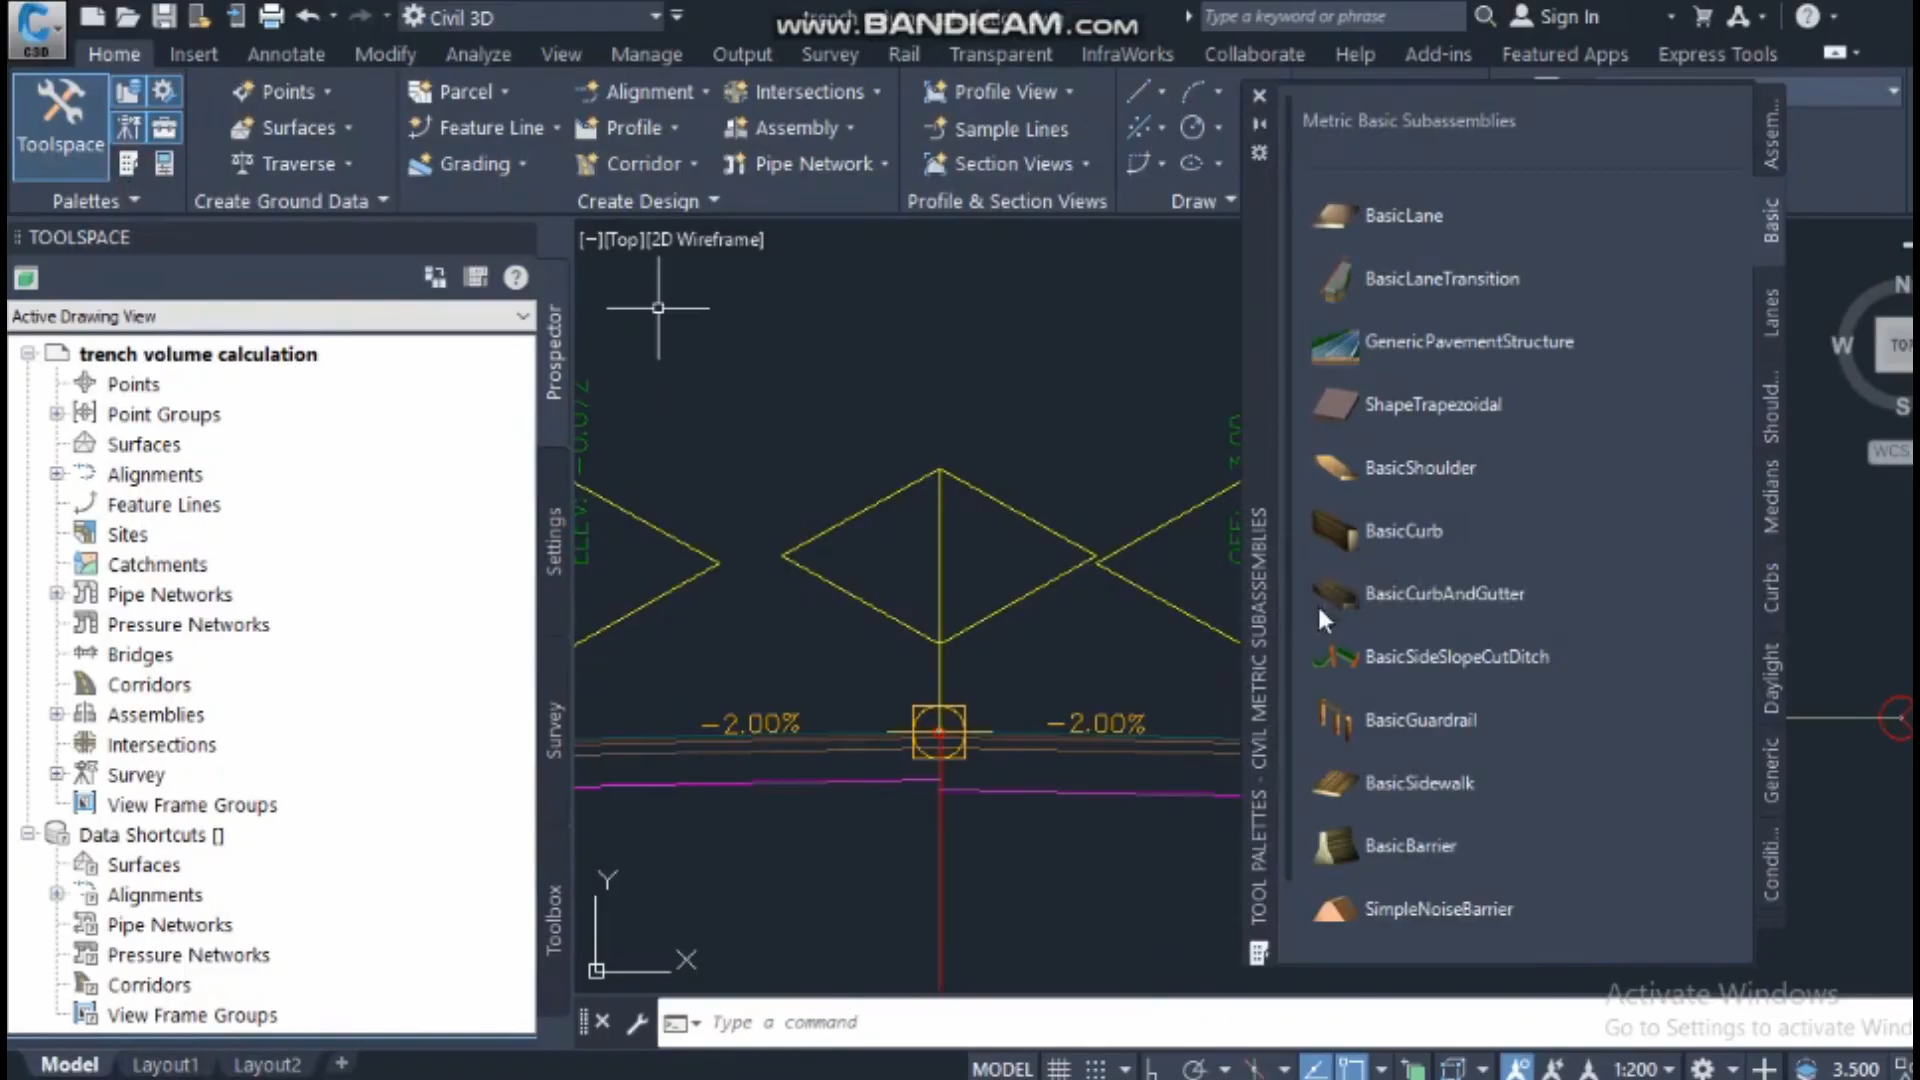 C3D
Civil 3D
www.BANDICAM.com
Type a keyword or phrase
Sign In
Home
Insert
Annotate
Modify
Analyze
View
Manage
Output
Survey
Rail
Transparent
InfraWorks
Collaborate
Help
Add-ins
Featured Apps
Express Tools
Toolspace
Points
Surfaces
Traverse
Parcel
Feature Line
Grading
Alignment
Profile
Corridor
Intersections
Assembly
Pipe Network
Profile View
Sample Lines
Section Views
Palettes
Create Ground Data
Create Design
Profile & Section Views
Draw
TOOLSPACE
Active Drawing View
trench volume calculation
Points
Point Groups
Surfaces
Alignments
Feature Lines
Sites
Catchments
Pipe Networks
Pressure Networks
Bridges
Corridors
Assemblies
Intersections
Survey
View Frame Groups
Data Shortcuts []
Surfaces
Alignments
Pipe Networks
Pressure Networks
Corridors
View Frame Groups
Prospector
Settings
Survey
Toolbox
[−][Top][2D Wireframe]
-2.00%
-2.00%
Y
X
Metric Basic Subassemblies
BasicLane
BasicLaneTransition
GenericPavementStructure
ShapeTrapezoidal
BasicShoulder
BasicCurb
BasicCurbAndGutter
BasicSideSlopeCutDitch
BasicGuardrail
BasicSidewalk
BasicBarrier
SimpleNoiseBarrier
TOOL PALETTES - CIVIL METRIC SUBASSEMBLIES
Assem...
Basic
Lanes
Should...
Medians
Curbs
Daylight
Generic
Conditi...
N
W
TOP
S
WCS
Activate Windows
Go to Settings to activate Wind
Type a command
Model
Layout1
Layout2
+
MODEL
1:200
3.500